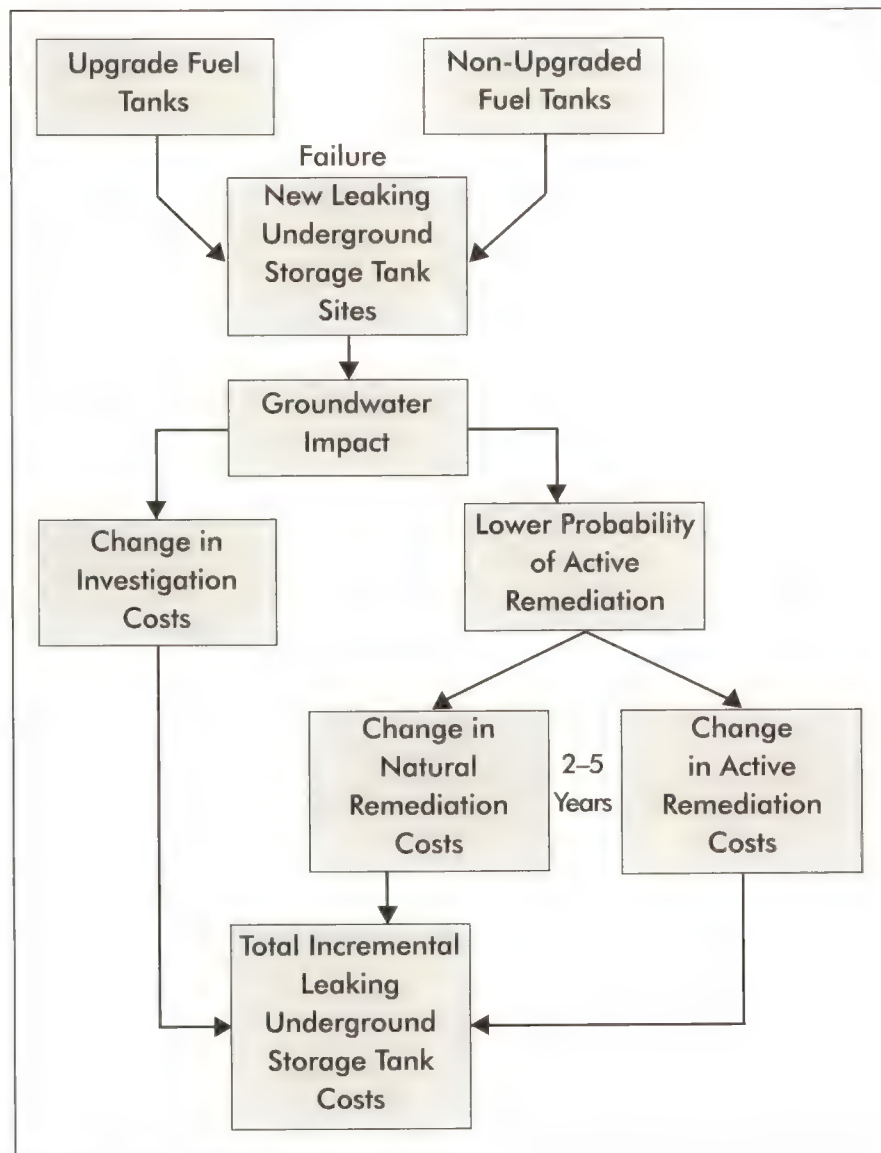 Upgrade Fuel
Tanks
Non-Upgraded
Fuel Tanks
Failure
New Leaking
Underground
Storage Tank
Sites
Groundwater
Impact
Change in
Investigation
Costs
Lower Probability
of Active
Remediation
Change in
Natural
Remediation
Costs
2–5
Years
Change
in Active
Remediation
Costs
Total Incremental
Leaking
Underground
Storage Tank
Costs